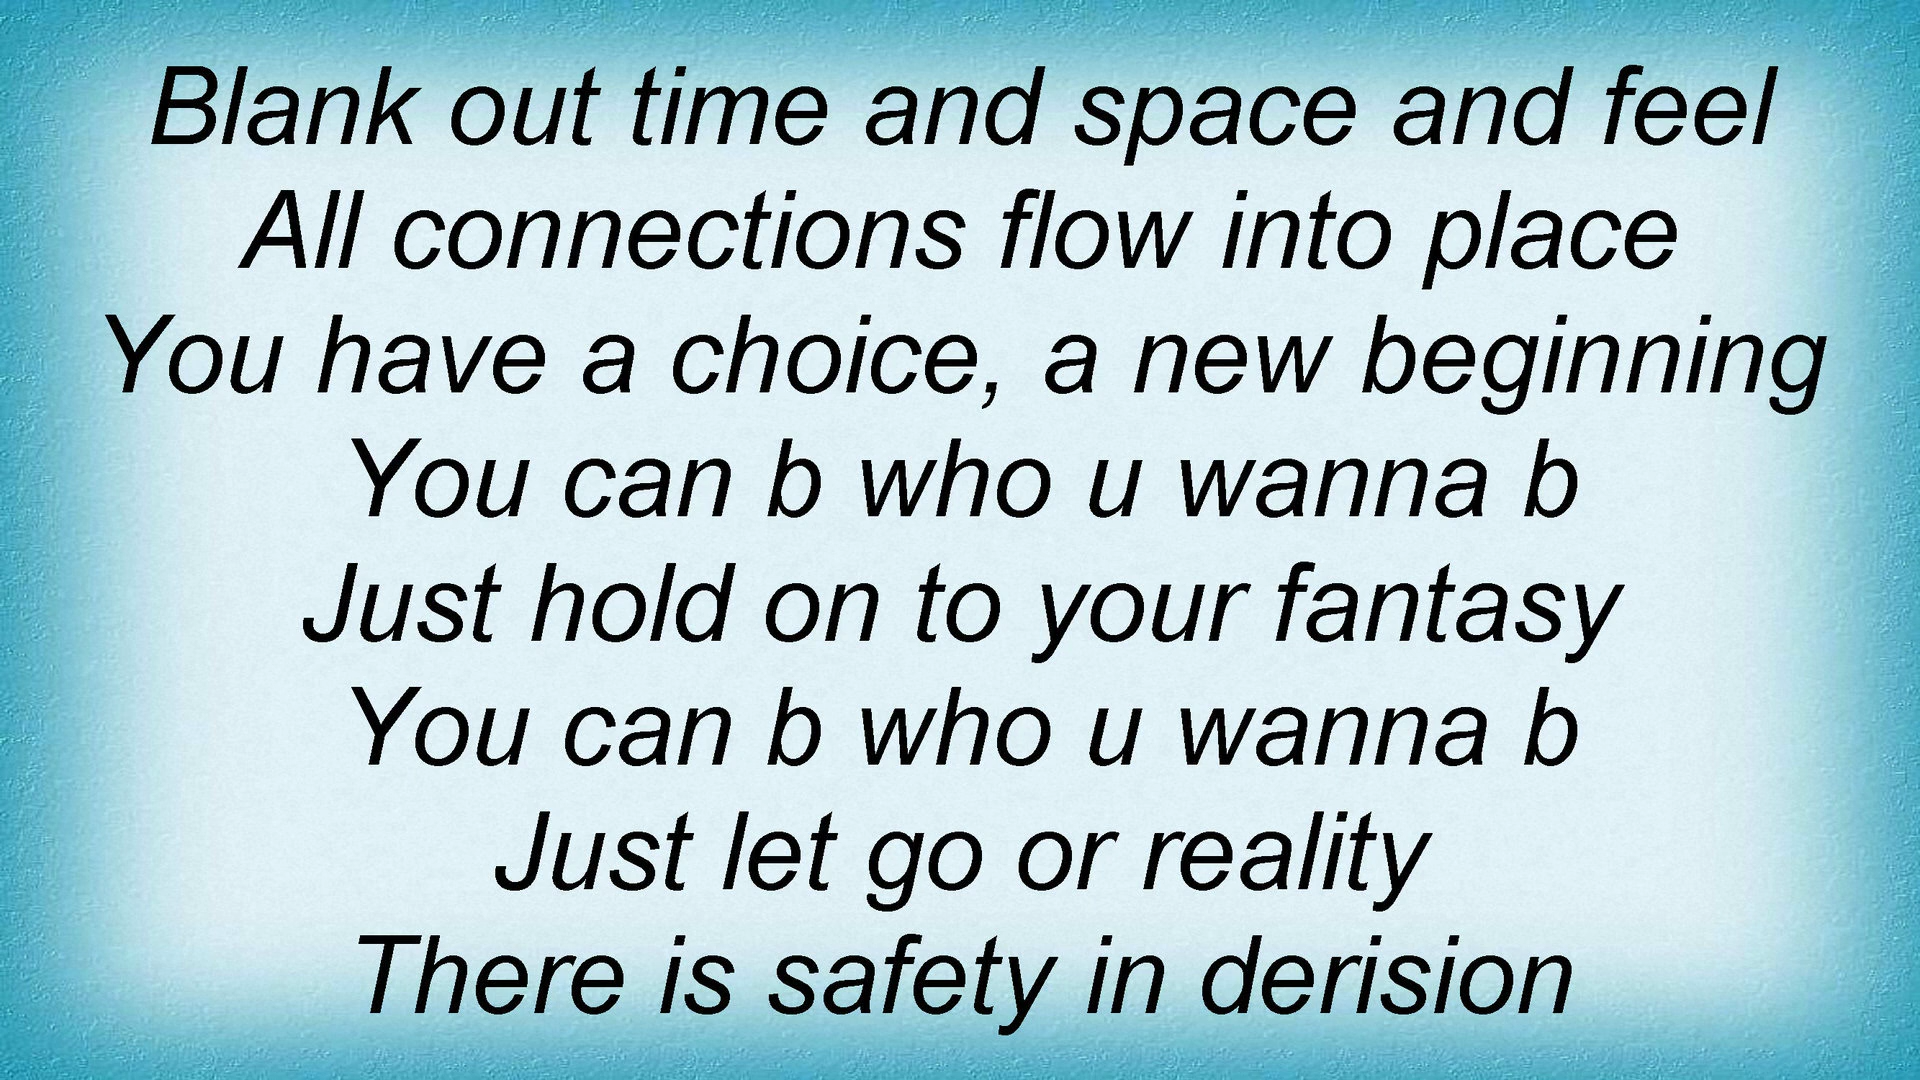 Blank out time and space and feel
All connections flow into place
You have a choice, a new beginning
You can b who u wanna b
Just hold on to your fantasy
You can b who u wanna b
Just let go or reality
There is safety in derision